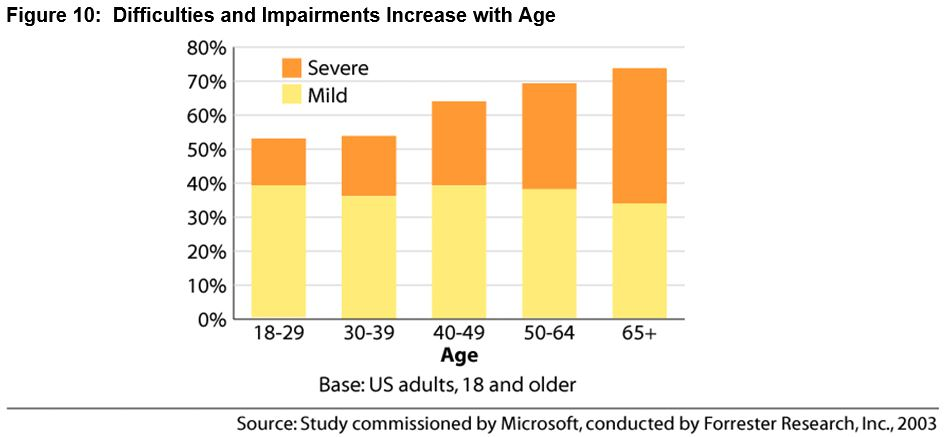 Figure 10:  Difficulties and Impairments Increase with Age
80%
70%
60%
50%
40%
30%
20%
10%
0%
Severe
Mild
18-29 30-39 40-49 50-64 65+
Age
Base: US adults, 18 and older
Source: Study commissioned by Microsoft, conducted by Forrester Research, Inc., 2003